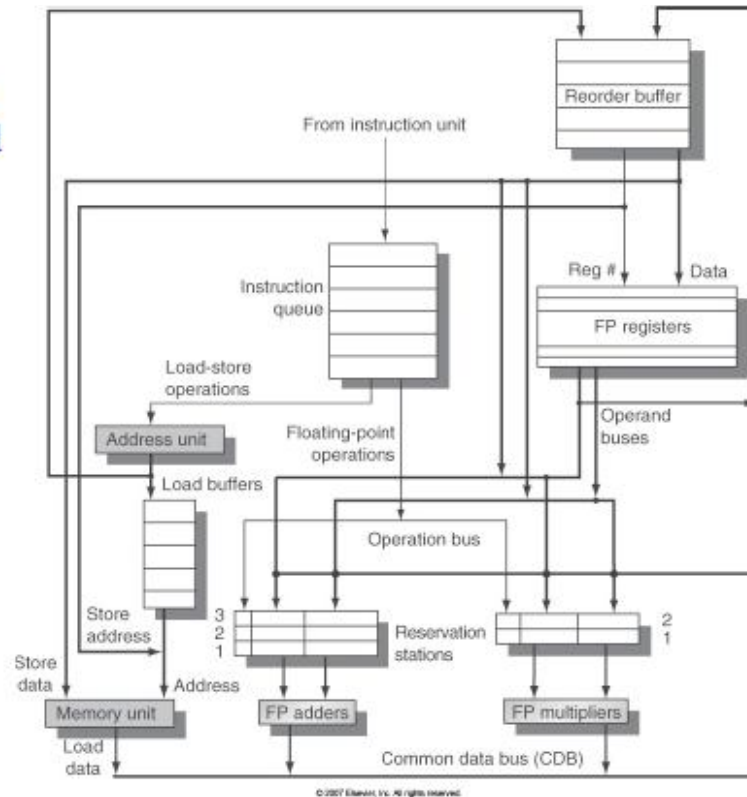 Reorder buffer
From instruction unit
Reg #
Data
Instruction
queue
FP registers
Load-store
operations
Operand
buses
Address unit
Floating-point
operations
Load buffers
Operation bus
Store
address
3
2
1
Reservation
stations
2
1
Store
data
Address
Memory unit
FP adders
FP multipliers
Load
data
Common data bus (CDB)
© 2007 Elsevier, Inc. All rights reserved.